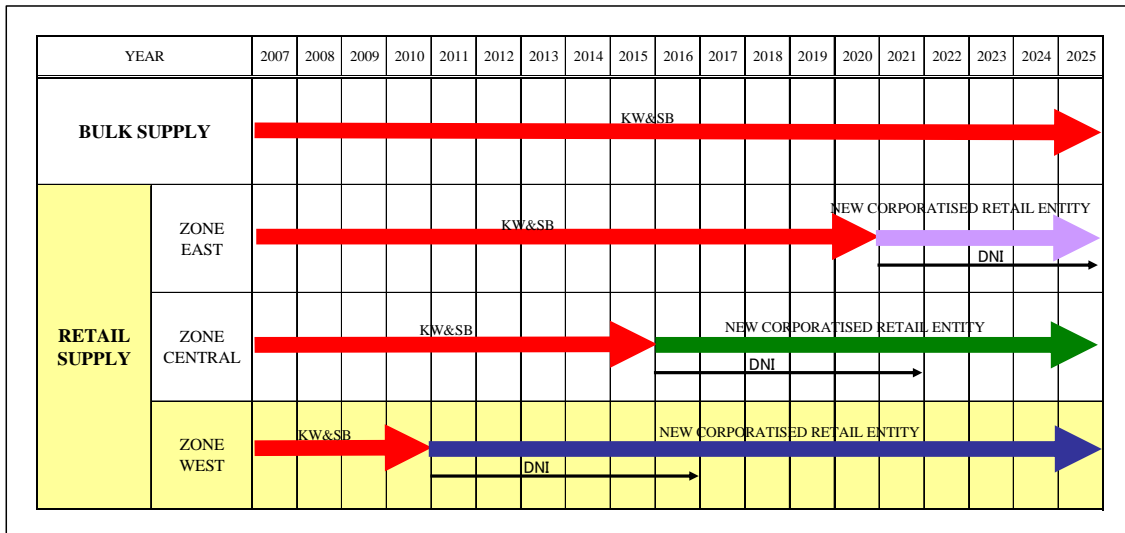 YEAR 2007 2008 2009 2010 2011 2012 2013 2014 2015 2016 2017 2018 2019 2020 2021 2022 2023 2024 2025
BULK SUPPLY
KW&SB
RETAIL
SUPPLY
ZONE
EAST
KW&SB
NEW CORPORATISED RETAIL ENTITY
DNI
ZONE
CENTRAL
KW&SB
NEW CORPORATISED RETAIL ENTITY
DNI
ZONE
WEST
KW&SB
NEW CORPORATISED RETAIL ENTITY
DNI